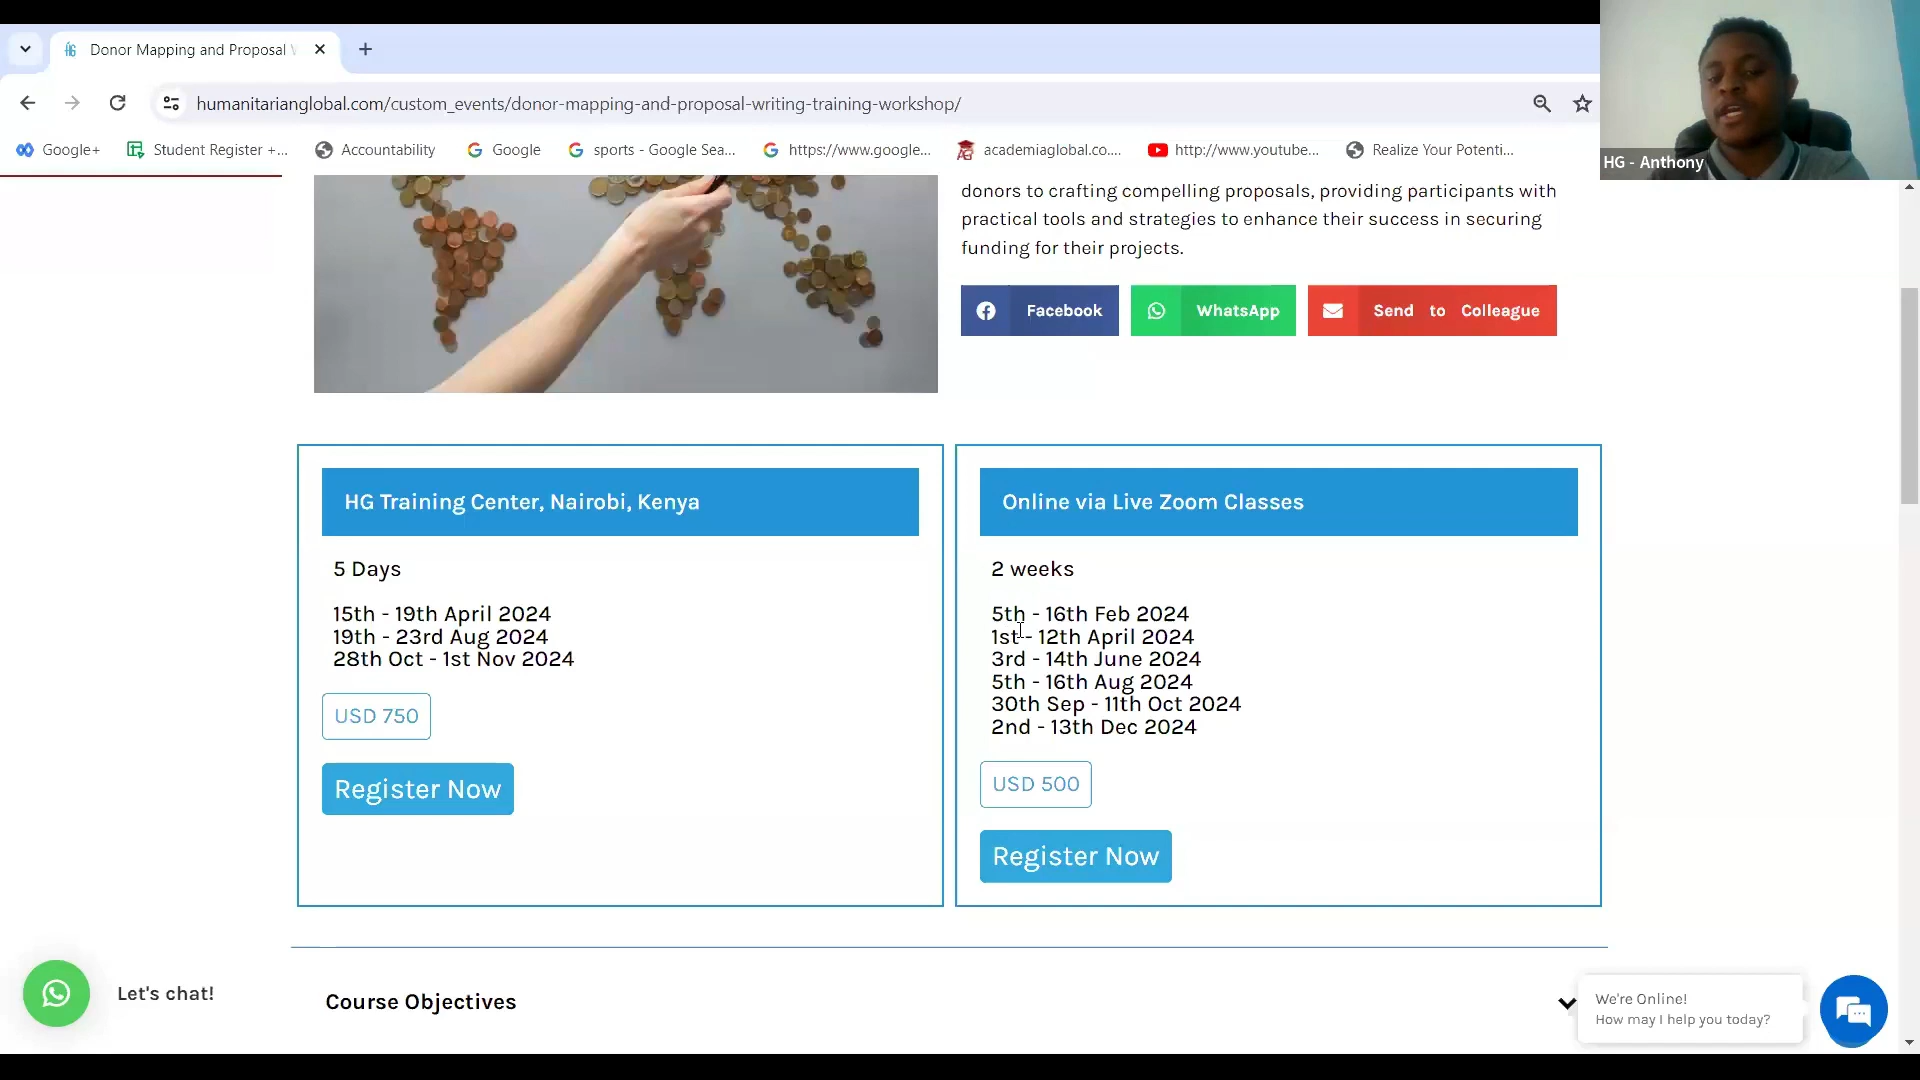 Donor Mapping and Proposal
humanitarianglobal.com/custom_events/donor-mapping-and-proposal-writing-training-workshop/
Google+
Student Register +...
Accountability
Google
sports - Google Sea...
https://www.google...
academiaglobal.co....
http://www.youtube...
Realize Your Potenti...
HG - Anthony
donors to crafting compelling proposals, providing participants with
practical tools and strategies to enhance their success in securing
funding for their projects.
Facebook
WhatsApp
Send to Colleague
HG Training Center, Nairobi, Kenya
5 Days
15th - 19th April 2024
19th - 23rd Aug 2024
28th Oct - 1st Nov 2024
USD 750
Register Now
Online via Live Zoom Classes
2 weeks
5th - 16th Feb 2024
1st - 12th April 2024
3rd - 14th June 2024
5th - 16th Aug 2024
30th Sep - 11th Oct 2024
2nd - 13th Dec 2024
USD 500
Register Now
Course Objectives
Let's chat!
We're Online!
How may I help you today?